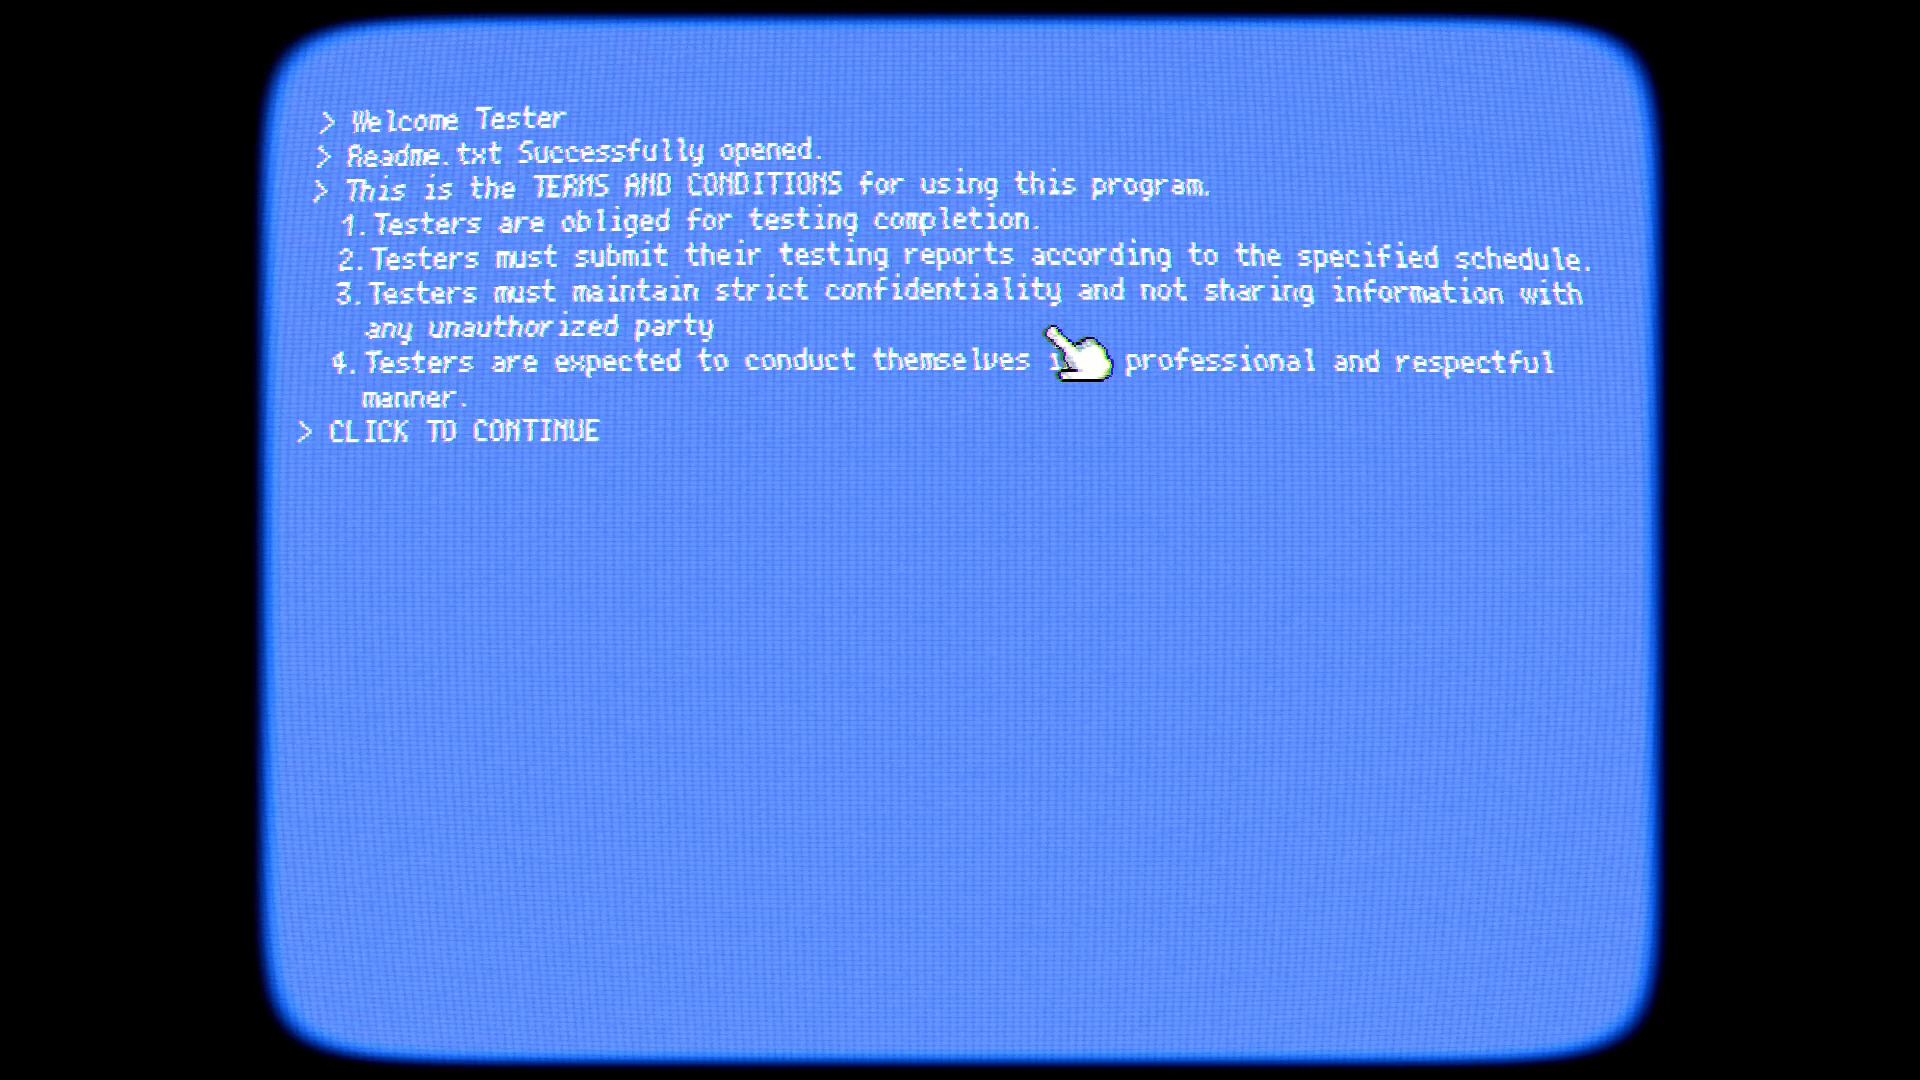 > Welcome Tester
> Readme.txt Successfully opened.
> This is the TERMS AND CONDITIONS for using this program.
1. Testers are obliged for testing completion.
2. Testers must submit their testing reports according to the specified schedule.
3. Testers must maintain strict confidentiality and not sharing information with
any unauthorized party
4. Testers are expected to conduct themselves professional and respectful
manner.
> CLICK TO CONTINUE